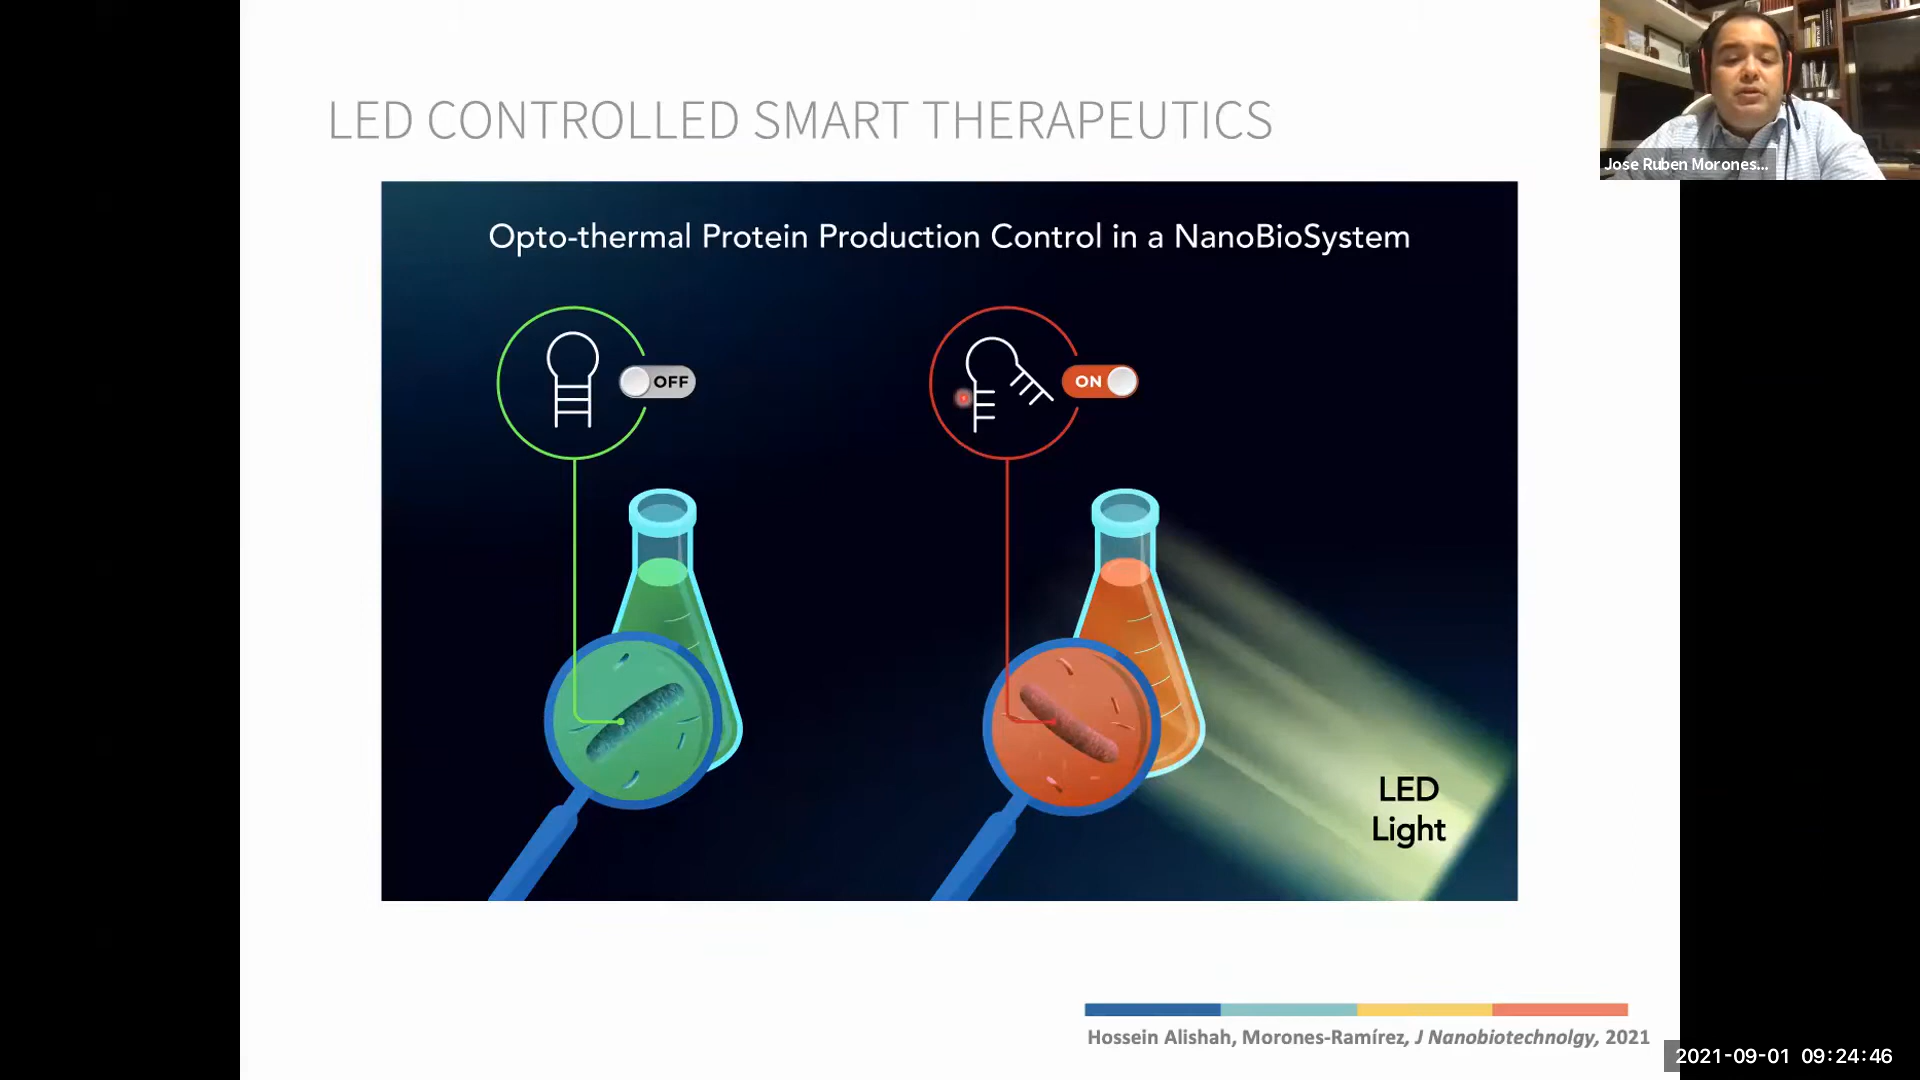 LED CONTROLLED SMART THERAPEUTICS
Jose Ruben Morones...
Opto-thermal Protein Production Control in a NanoBioSystem
OFF
ON
LED
Light
Hossein Alishah, Morones-Ramírez, J Nanobiotechnolgy, 2021
2021-09-01 09:24:46